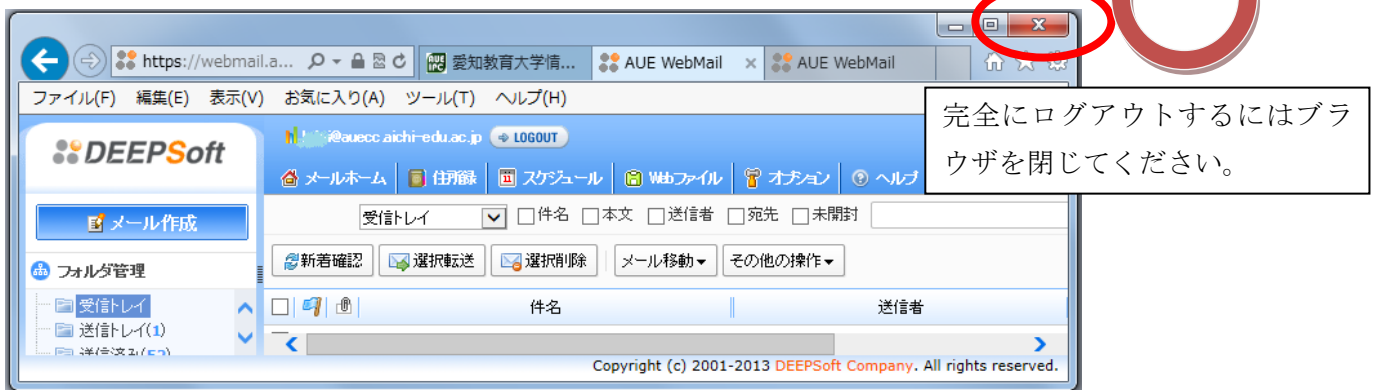 https://webmail.a...
愛知教育大学情...
AUE WebMail
AUE WebMail
ファイル(F) 編集(E) 表示(V) お気に入り(A) ツール(T) ヘルプ(H)
完全にログアウトするにはブラ
ウザを閉じてください。
DEEPSoft
@auecc.aichi-edu.ac.jp LOGOUT
メールホーム 住所録 スケジュール Webファイル オプション ヘルプ
メール作成
受信トレイ 件名 本文 送信者 宛先 未開封
フォルダ管理
新着確認 選択転送 選択削除 メール移動▼ その他の操作▼
受信トレイ
件名 送信者
送信トレイ(1)
送信済み(52)
Copyright (c) 2001-2013 DEEPSoft Company. All rights reserved.